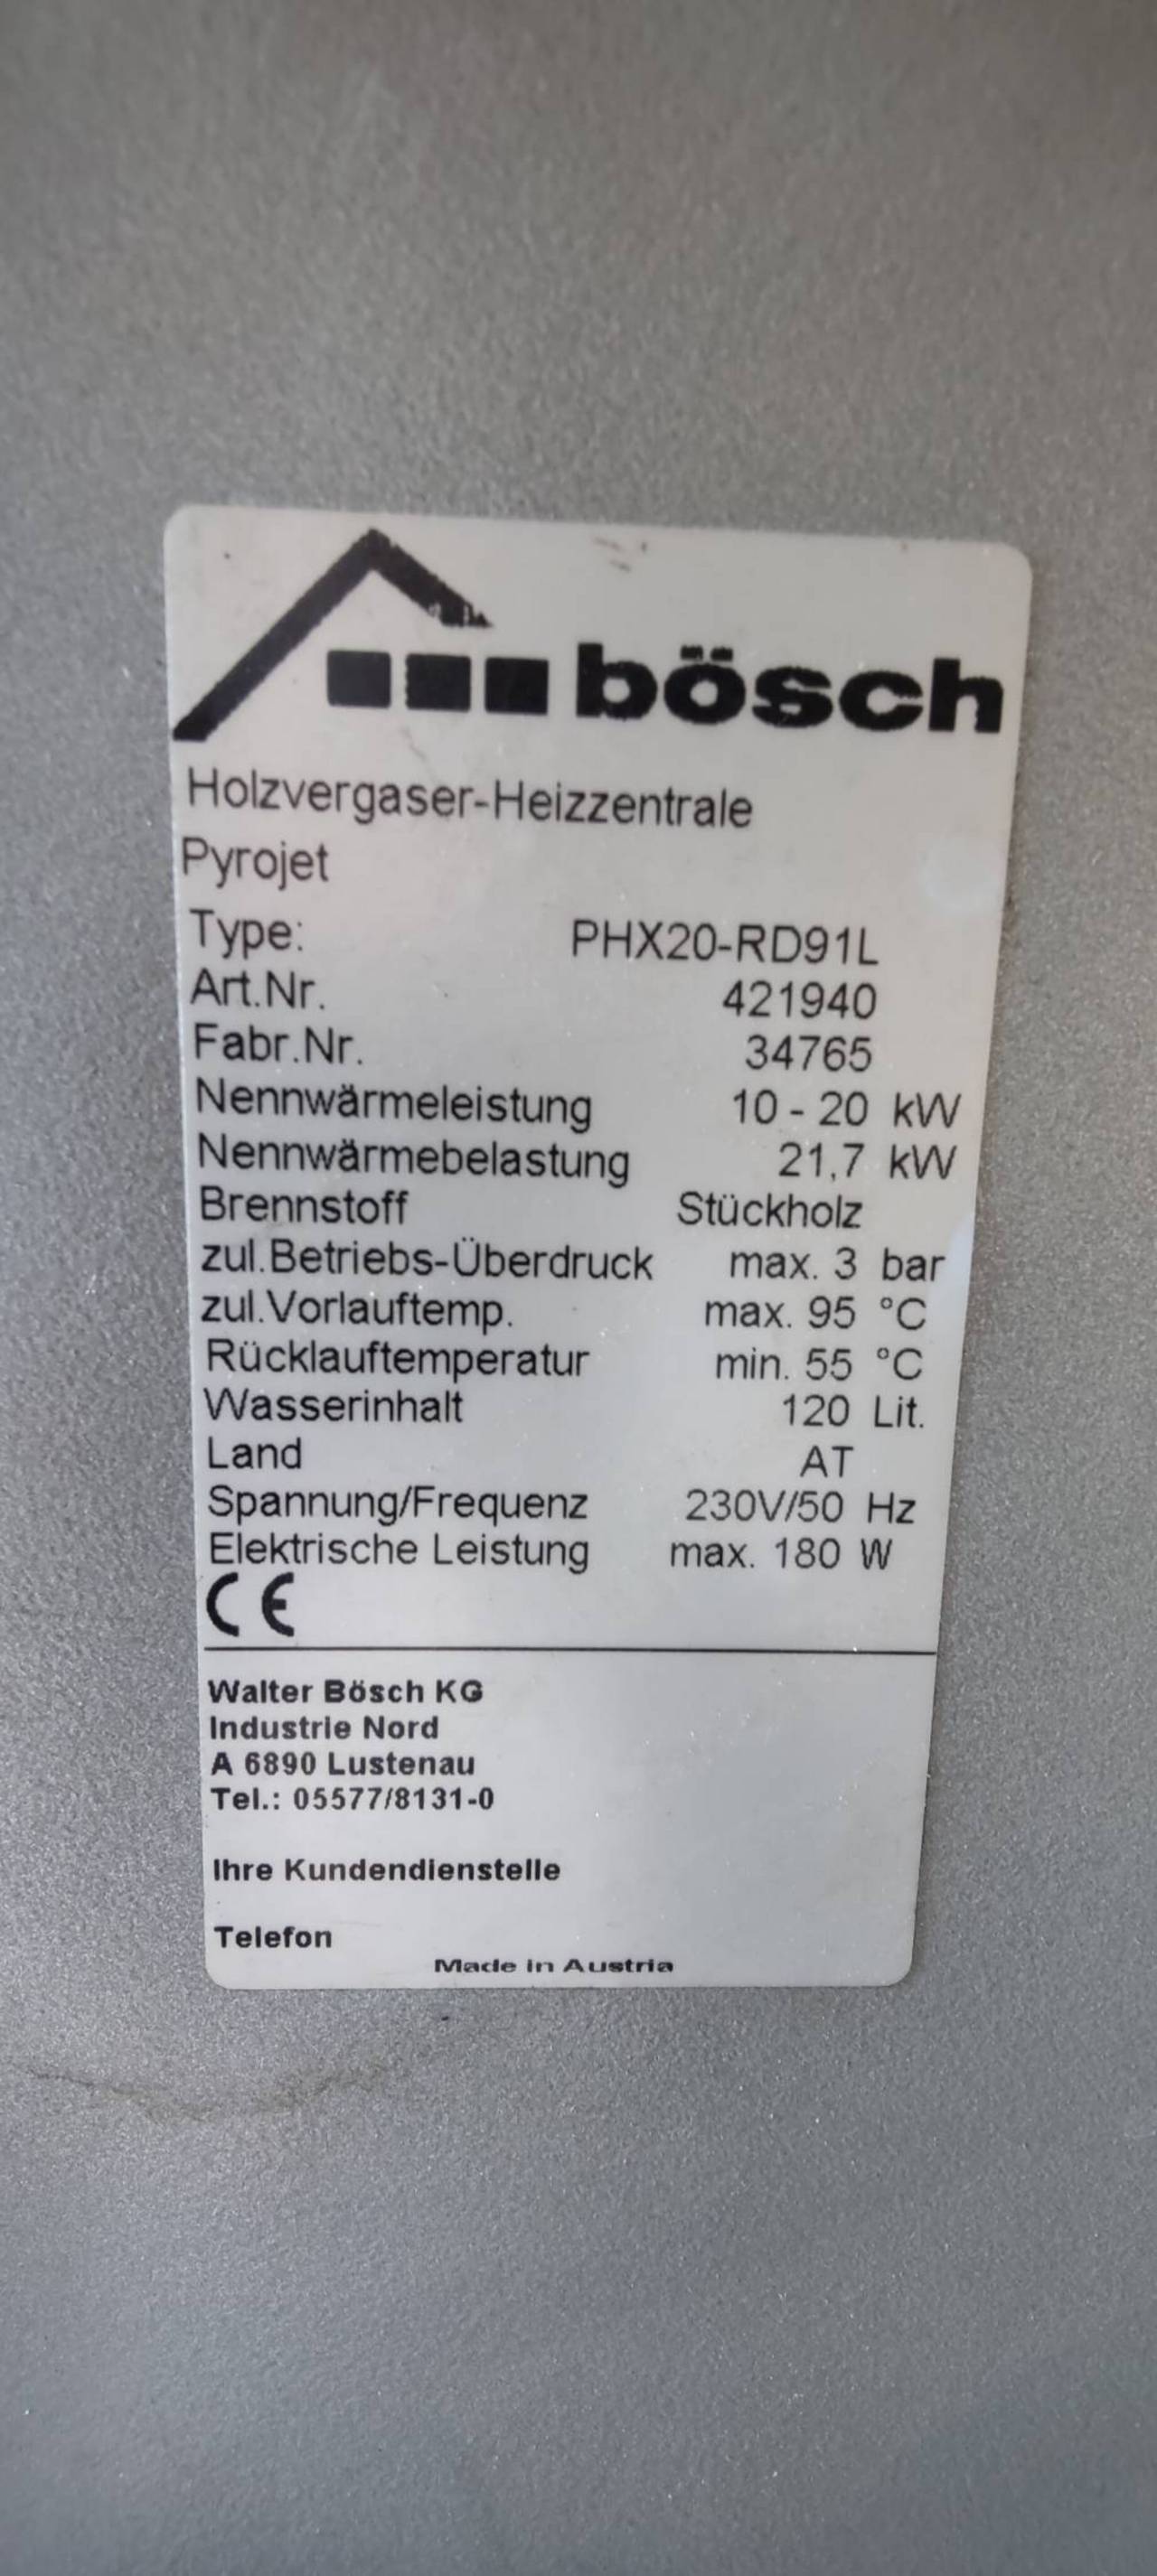 bösch
Holzvergaser-Heizzentrale
Pyrojet
Type: PHX20-RD91L
Art.Nr. 421940
Fabr.Nr. 34765
Nennwärmeleistung 10 - 20 kW
Nennwärmebelastung 21,7 kW
Brennstoff Stückholz
zul.Betriebs-Überdruck max. 3 bar
zul.Vorlauftemp. max. 95 °C
Rücklauftemperatur min. 55 °C
Wasserinhalt 120 Lit.
Land AT
Spannung/Frequenz 230V/50 Hz
Elektrische Leistung max. 180 W
CE
Walter Bösch KG
Industrie Nord
A 6890 Lustenau
Tel.: 05577/8131-0
Ihre Kundendienstelle
Telefon
Made in Austria